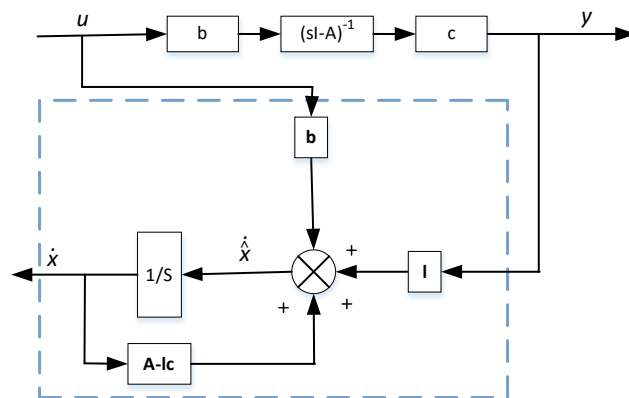 u
y
b
(sI-A)⁻¹
c
b
ẋ
1/S
x̂̇
+
l
+
+
A-lc